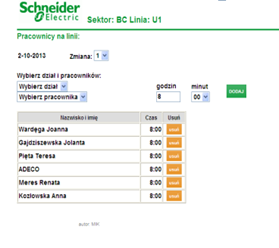 Schneider
Electric
Sektor: BC Linia: U1
Pracownicy na linii:
2-10-2013 Zmiana: 1
Wybierz dział i pracowników:
Wybierz dział godzin minut
Wybierz pracownika 8 00 DODAJ
Nazwisko i imię Czas Usuń
Wardęga Joanna 8:00 usuń
Gajdziszewska Jolanta 8:00 usuń
Pięta Teresa 8:00 usuń
ADECO 8:00 usuń
Meres Renata 8:00 usuń
Kozłowska Anna 8:00 usuń